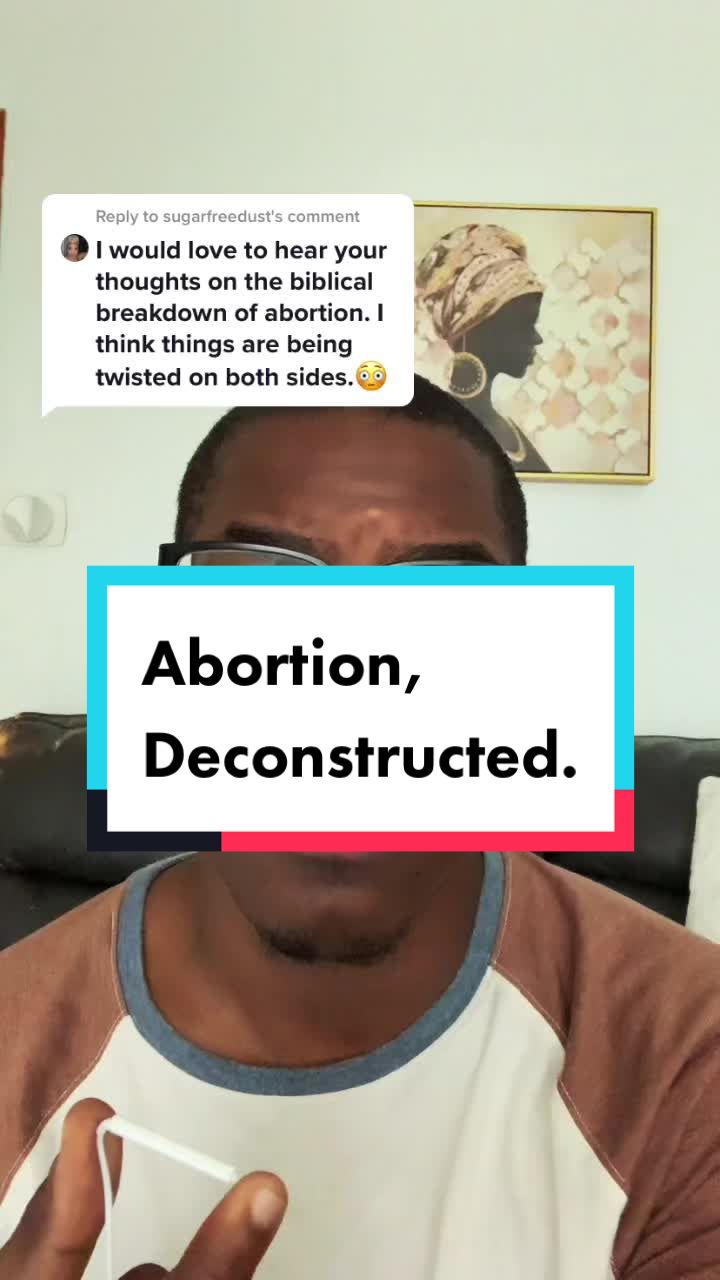 Reply to sugarfreedust's comment
I would love to hear your
thoughts on the biblical
breakdown of abortion. I
think things are being
twisted on both sides.😳
Abortion,
Deconstructed.